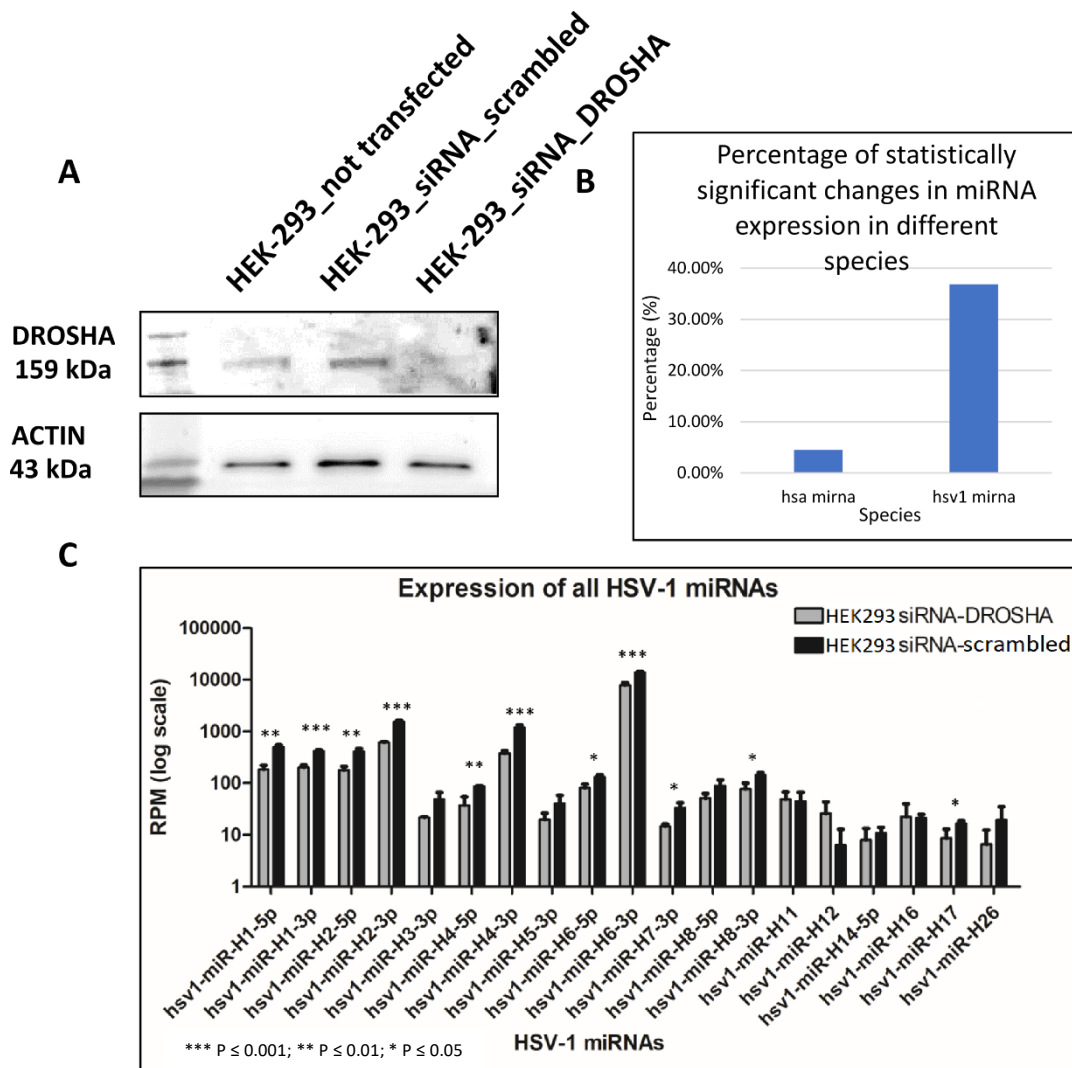 A
HEK-293_not transfected
HEK-293_siRNA_scrambled
HEK-293_siRNA_DROSHA
DROSHA
159 kDa
ACTIN
43 kDa
B
Percentage of statistically
significant changes in miRNA
expression in different
species
40.00%
30.00%
20.00%
10.00%
0.00%
Percentage (%)
hsa mirna
hsv1 mirna
Species
C
Expression of all HSV-1 miRNAs
HEK293 siRNA-DROSHA
HEK293 siRNA-scrambled
RPM (log scale)
100000
10000
1000
100
10
1
**
***
**
***
**
***
*
***
*
*
*
hsv1-miR-H1-5p
hsv1-miR-H1-3p
hsv1-miR-H2-5p
hsv1-miR-H2-3p
hsv1-miR-H3-3p
hsv1-miR-H4-5p
hsv1-miR-H4-3p
hsv1-miR-H5-3p
hsv1-miR-H6-5p
hsv1-miR-H6-3p
hsv1-miR-H7-3p
hsv1-miR-H8-5p
hsv1-miR-H8-3p
hsv1-miR-H11
hsv1-miR-H12
hsv1-miR-H14-5p
hsv1-miR-H16
hsv1-miR-H17
hsv1-miR-H26
*** P ≤ 0.001; ** P ≤ 0.01; * P ≤ 0.05
HSV-1 miRNAs